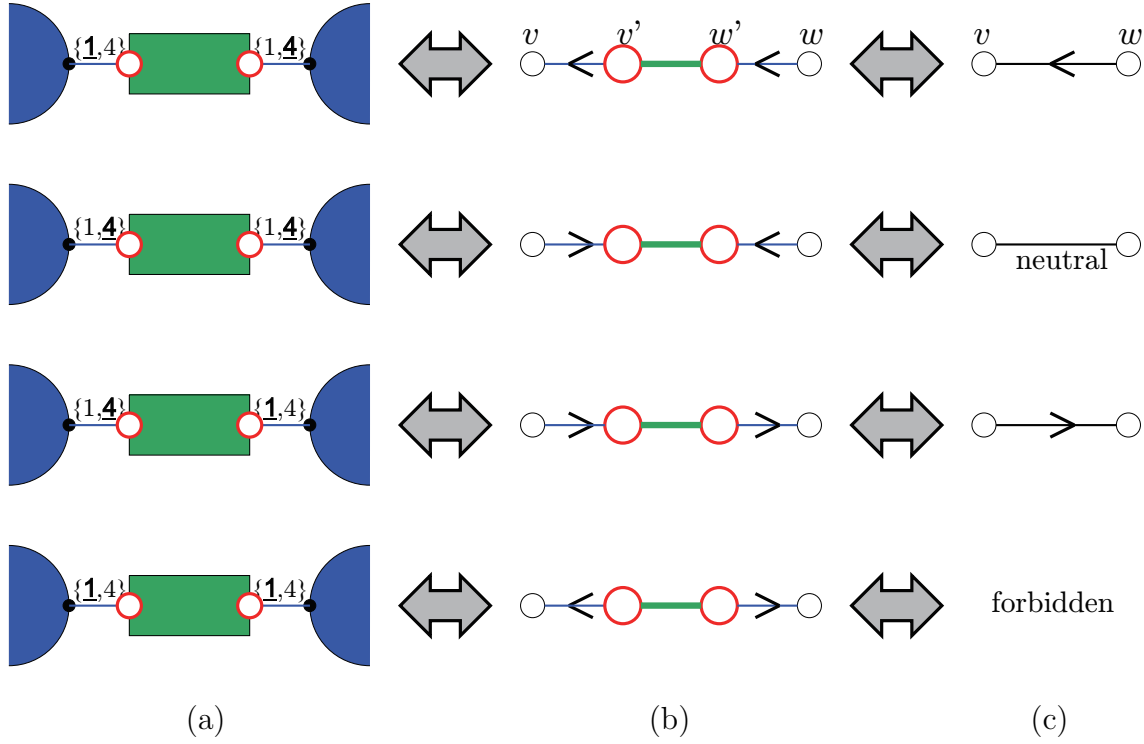 {1,4} {1,4} v v’ w’ w v w
{1,4} {1,4} neutral
{1,4} {1,4}
{1,4} {1,4} forbidden
(a) (b) (c)